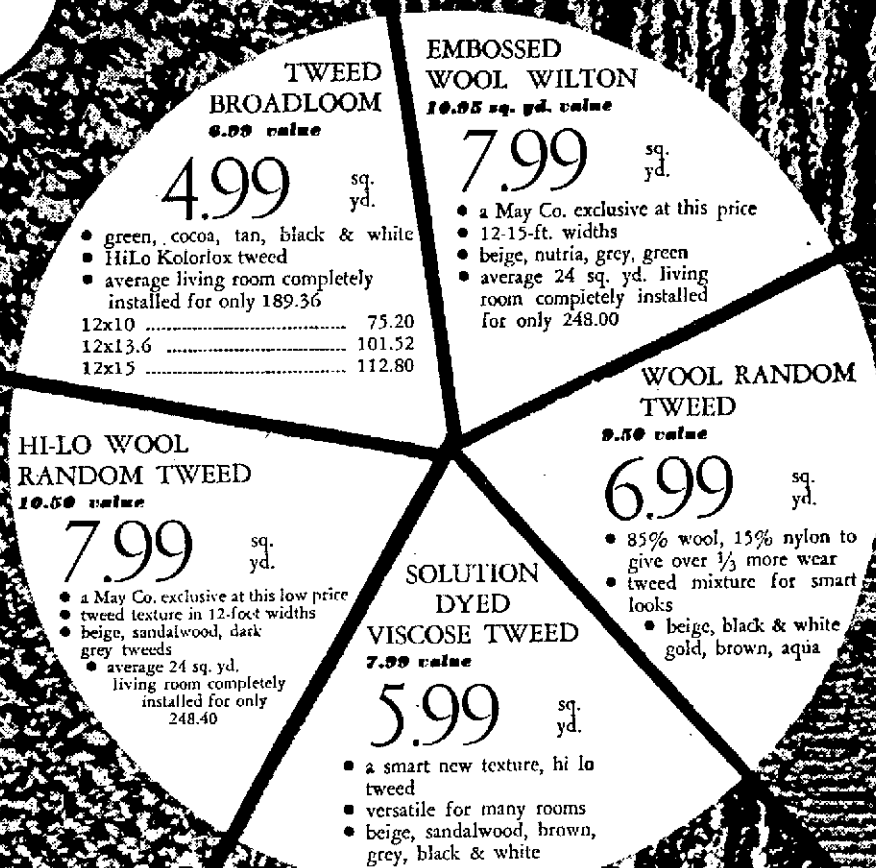 TWEED
BROADLOOM
6.99 value
4.99 sq. yd.
• green, cocoa, tan, black & white
• HiLo Kolorlox tweed
• average living room completely
installed for only 189.36
12x10 ........ 75.20
12x13.6 ........ 101.52
12x15 ........ 112.80
EMBOSSED
WOOL WILTON
10.95 sq. yd. value
7.99 sq. yd.
• a May Co. exclusive at this price
• 12-15-ft. widths
• beige, nutria, grey, green
• average 24 sq. yd. living
room completely installed
for only 248.00
WOOL RANDOM
TWEED
9.50 value
6.99 sq. yd.
• 85% wool, 15% nylon to
give over 1/3 more wear
• tweed mixture for smart
looks
• beige, black & white
gold, brown, aqua
HI-LO WOOL
RANDOM TWEED
10.50 value
7.99 sq. yd.
• a May Co. exclusive at this low price
• tweed texture in 12-foot widths
• beige, sandalwood, dark
grey tweeds
• average 24 sq. yd.
living room completely
installed for only
248.40
SOLUTION
DYED
VISCOSE TWEED
7.99 value
5.99 sq. yd.
• a smart new texture, hi lo
tweed
• versatile for many rooms
• beige, sandalwood, brown,
grey, black & white